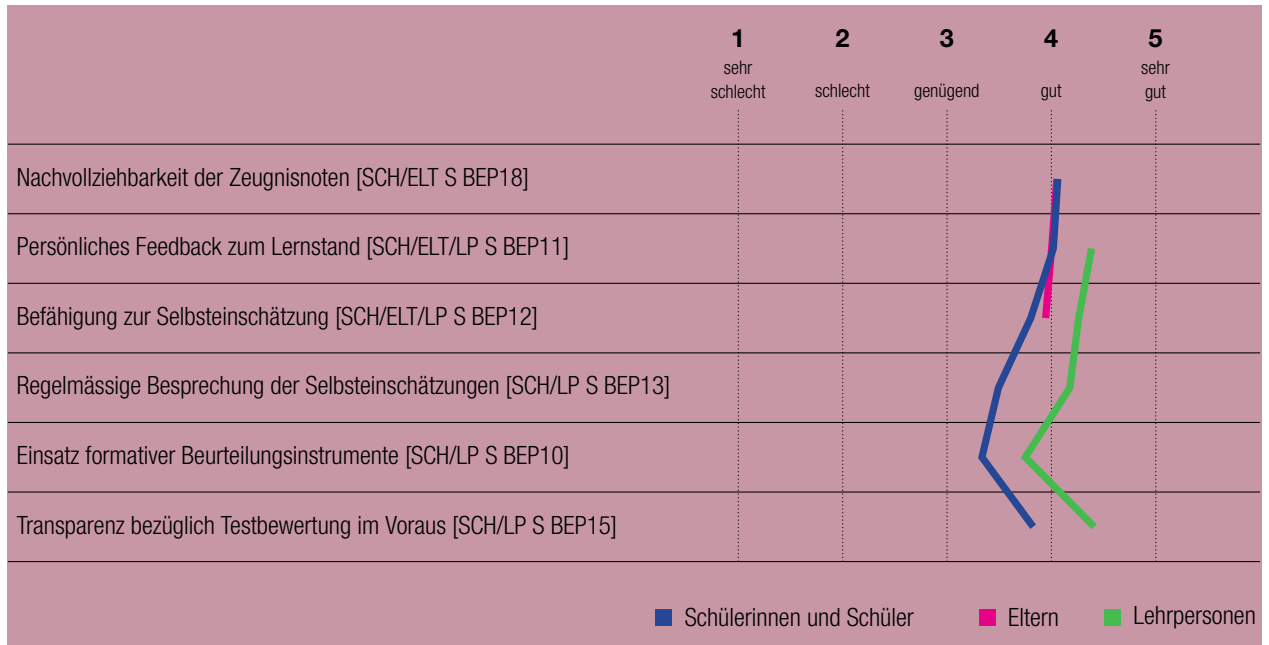 1 2 3 4 5
sehr schlecht schlecht genügend gut sehr gut
Nachvollziehbarkeit der Zeugnisnoten [SCH/ELT S BEP18]
Persönliches Feedback zum Lernstand [SCH/ELT/LP S BEP11]
Befähigung zur Selbsteinschätzung [SCH/ELT/LP S BEP12]
Regelmässige Besprechung der Selbsteinschätzungen [SCH/LP S BEP13]
Einsatz formativer Beurteilungsinstrumente [SCH/LP S BEP10]
Transparenz bezüglich Testbewertung im Voraus [SCH/LP S BEP15]
Schülerinnen und Schüler Eltern Lehrpersonen